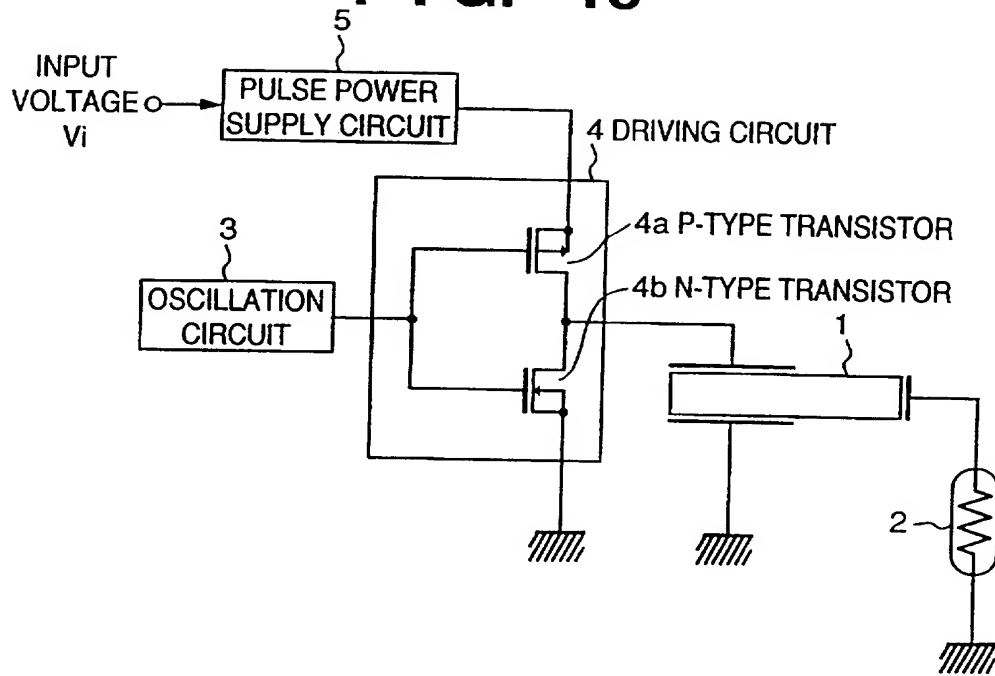 FIG.
5
INPUT
VOLTAGE
Vi
PULSE POWER
SUPPLY CIRCUIT
4 DRIVING CIRCUIT
3
4a P-TYPE TRANSISTOR
OSCILLATION
CIRCUIT
4b N-TYPE TRANSISTOR
1
2